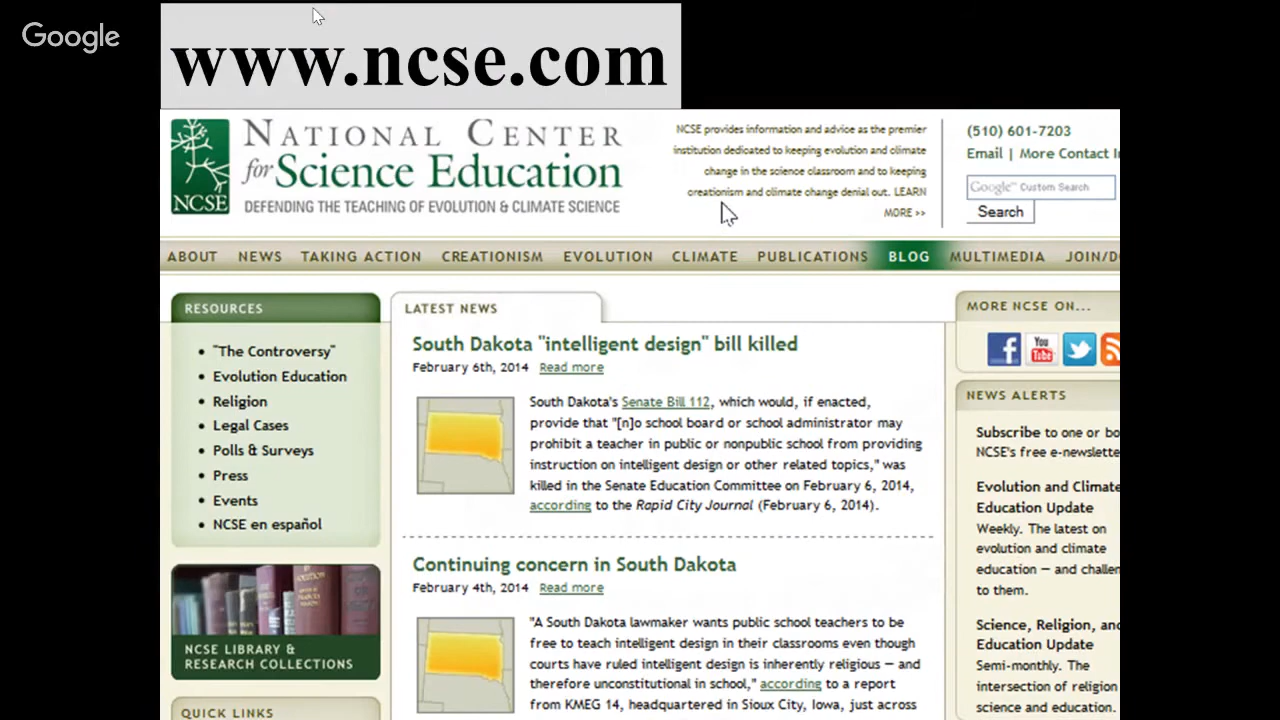 Google
www.ncse.com
NCSE
NATIONAL CENTER
for Science Education
DEFENDING THE TEACHING OF EVOLUTION & CLIMATE SCIENCE
NCSE provides information and advice as the premier
institution dedicated to keeping evolution and climate
change in the science classroom and to keeping
creationism and climate change denial out. LEARN
MORE >>
(510) 601-7203
Email | More Contact In
Google™ Custom Search
Search
ABOUT NEWS TAKING ACTION CREATIONISM EVOLUTION CLIMATE PUBLICATIONS BLOG MULTIMEDIA JOIN/D
RESOURCES
• "The Controversy"
• Evolution Education
• Religion
• Legal Cases
• Polls & Surveys
• Press
• Events
• NCSE en español
NCSE LIBRARY &
RESEARCH COLLECTIONS
QUICK LINKS
LATEST NEWS
South Dakota "intelligent design" bill killed
February 6th, 2014 Read more
South Dakota's Senate Bill 112, which would, if enacted,
provide that "[n]o school board or school administrator may
prohibit a teacher in public or nonpublic school from providing
instruction on intelligent design or other related topics," was
killed in the Senate Education Committee on February 6, 2014,
according to the Rapid City Journal (February 6, 2014).
Continuing concern in South Dakota
February 4th, 2014 Read more
"A South Dakota lawmaker wants public school teachers to be
free to teach intelligent design in their classrooms even though
courts have ruled intelligent design is inherently religious — and
therefore unconstitutional in school," according to a report
from KMEG 14, headquartered in Sioux City, Iowa, just across
MORE NCSE ON...
You
Tube
NEWS ALERTS
Subscribe to one or bo
NCSE's free e-newslette
Evolution and Climate
Education Update
Weekly. The latest on
evolution and climate
education — and challen
to them.
Science, Religion, and
Education Update
Semi-monthly. The
intersection of religion
science and education.